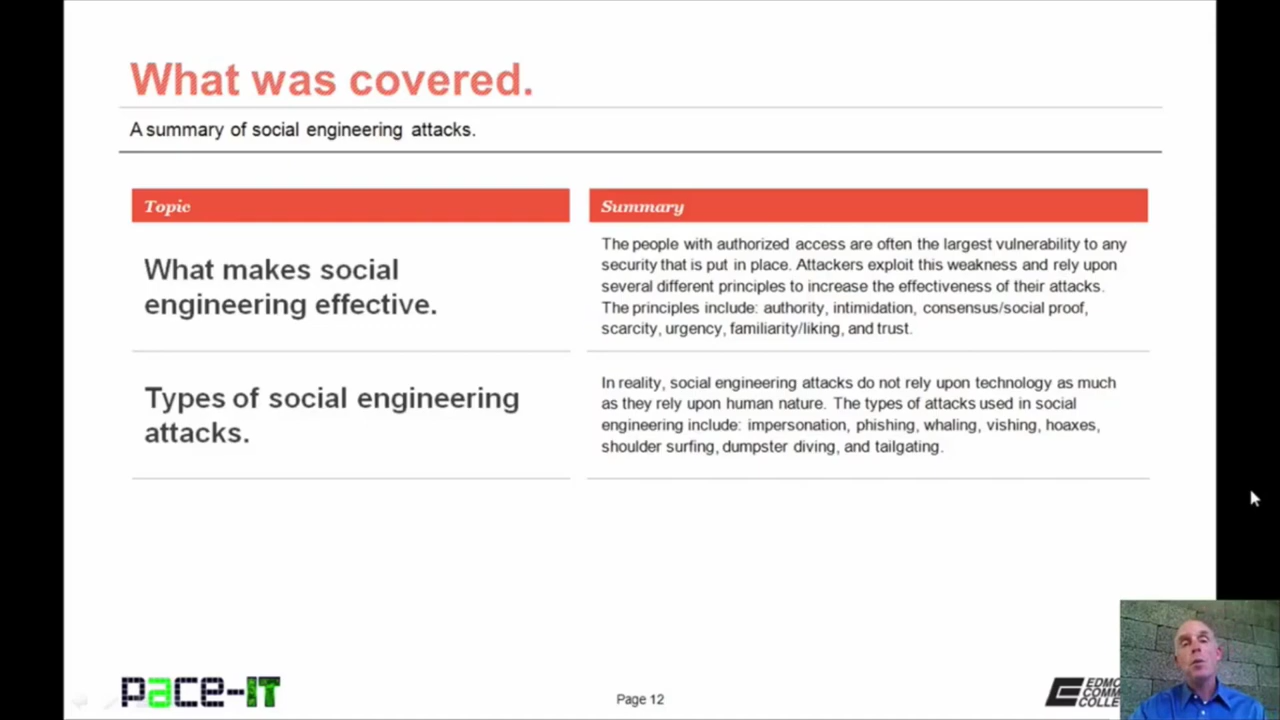 What was covered.
A summary of social engineering attacks.
Topic
Summary
What makes social
engineering effective.
The people with authorized access are often the largest vulnerability to any
security that is put in place. Attackers exploit this weakness and rely upon
several different principles to increase the effectiveness of their attacks.
The principles include: authority, intimidation, consensus/social proof,
scarcity, urgency, familiarity/liking, and trust.
Types of social engineering
attacks.
In reality, social engineering attacks do not rely upon technology as much
as they rely upon human nature. The types of attacks used in social
engineering include: impersonation, phishing, whaling, vishing, hoaxes,
shoulder surfing, dumpster diving, and tailgating.
pace-IT
Page 12